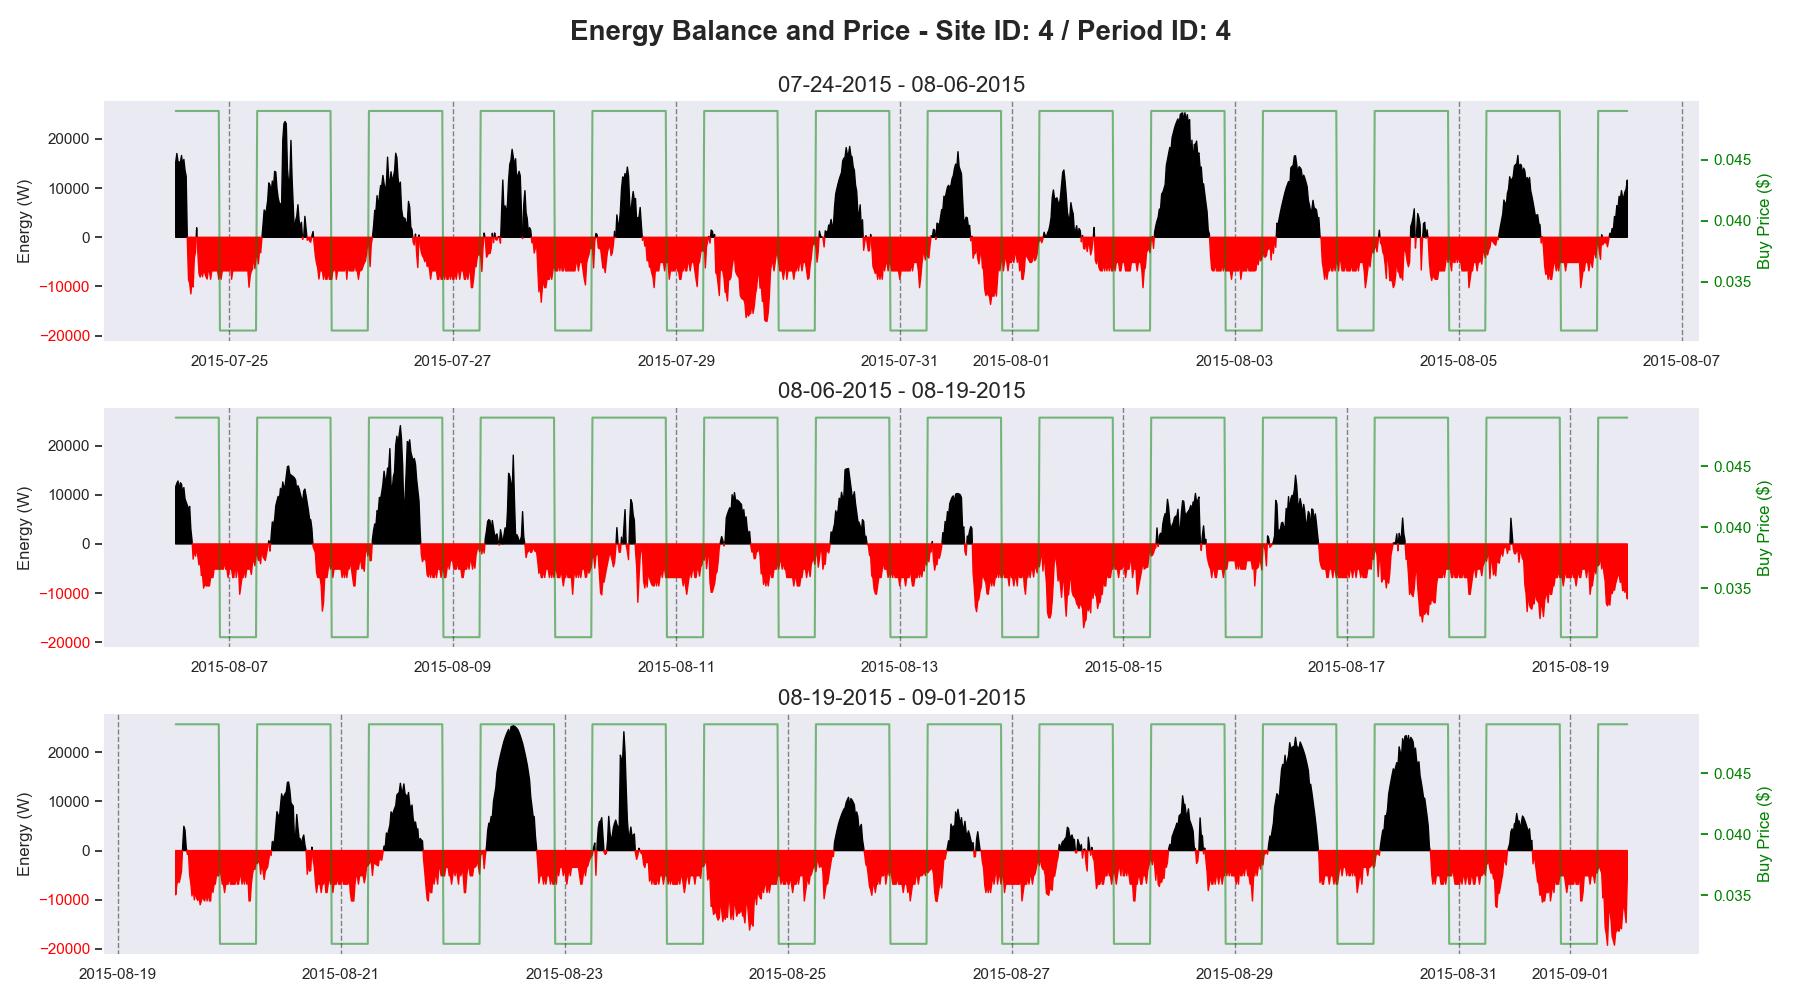 Energy Balance and Price - Site ID: 4 / Period ID: 4
07-24-2015 - 08-06-2015
Energy (W)
20000
10000
0
−10000
−20000
0.045
0.040
0.035
Buy Price ($)
2015-07-25 2015-07-27 2015-07-29 2015-07-31 2015-08-01 2015-08-03 2015-08-05 2015-08-07
08-06-2015 - 08-19-2015
Energy (W)
20000
10000
0
−10000
−20000
0.045
0.040
0.035
Buy Price ($)
2015-08-07 2015-08-09 2015-08-11 2015-08-13 2015-08-15 2015-08-17 2015-08-19
08-19-2015 - 09-01-2015
Energy (W)
20000
10000
0
−10000
−20000
0.045
0.040
0.035
Buy Price ($)
2015-08-19 2015-08-21 2015-08-23 2015-08-25 2015-08-27 2015-08-29 2015-08-31 2015-09-01